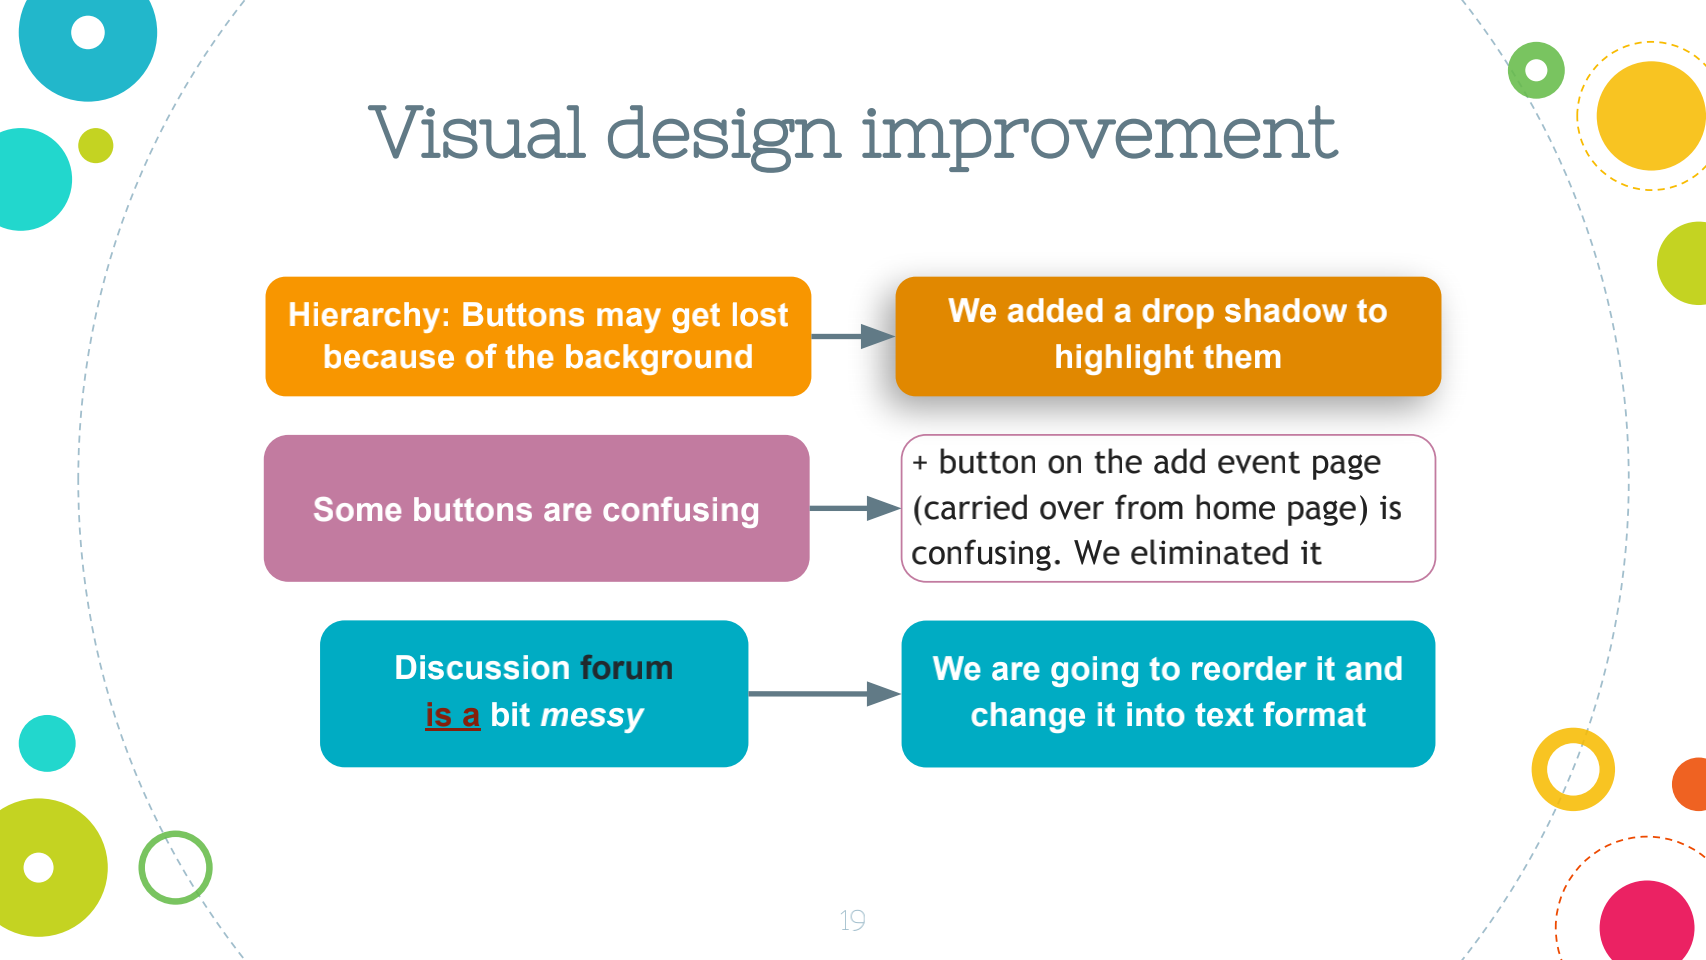 Visual design improvement
Hierarchy: Buttons may get lost
because of the background
We added a drop shadow to
highlight them
Some buttons are confusing
+ button on the add event page
(carried over from home page) is
confusing. We eliminated it
Discussion forum
is a bit messy
We are going to reorder it and
change it into text format
19